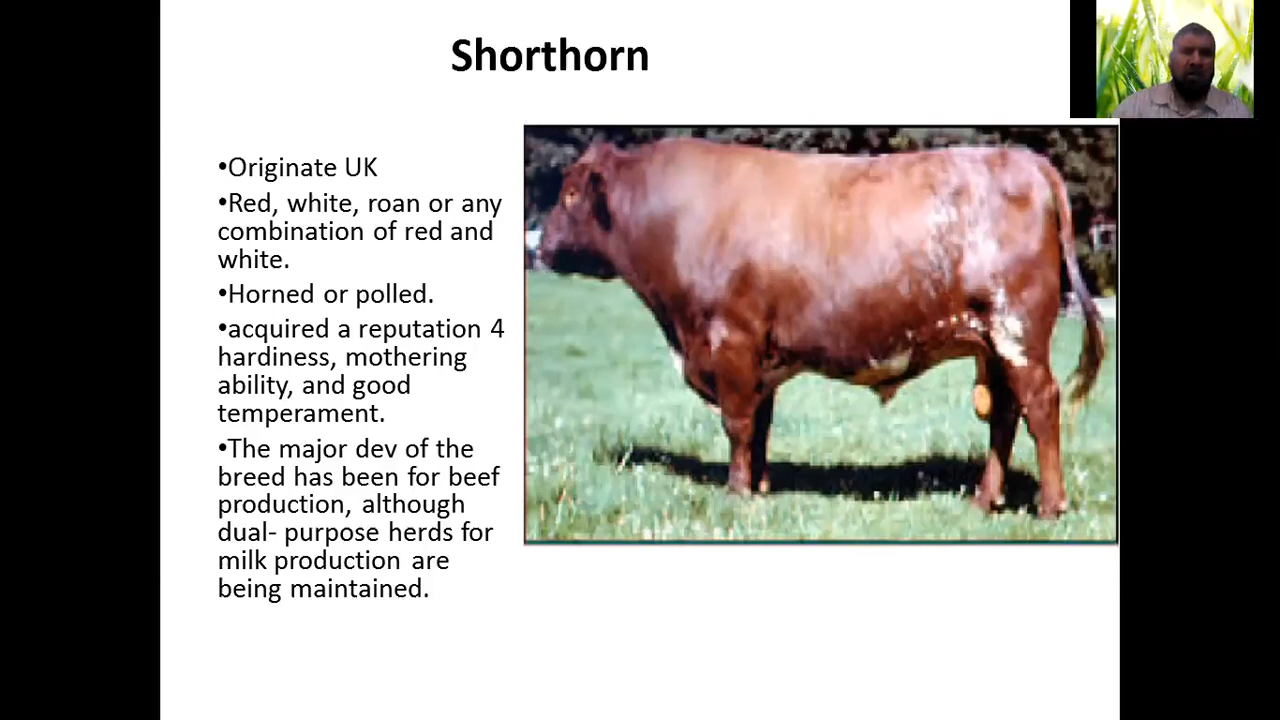 Shorthorn
•Originate UK
•Red, white, roan or any
combination of red and
white.
•Horned or polled.
•acquired a reputation 4
hardiness, mothering
ability, and good
temperament.
•The major dev of the
breed has been for beef
production, although
dual- purpose herds for
milk production are
being maintained.